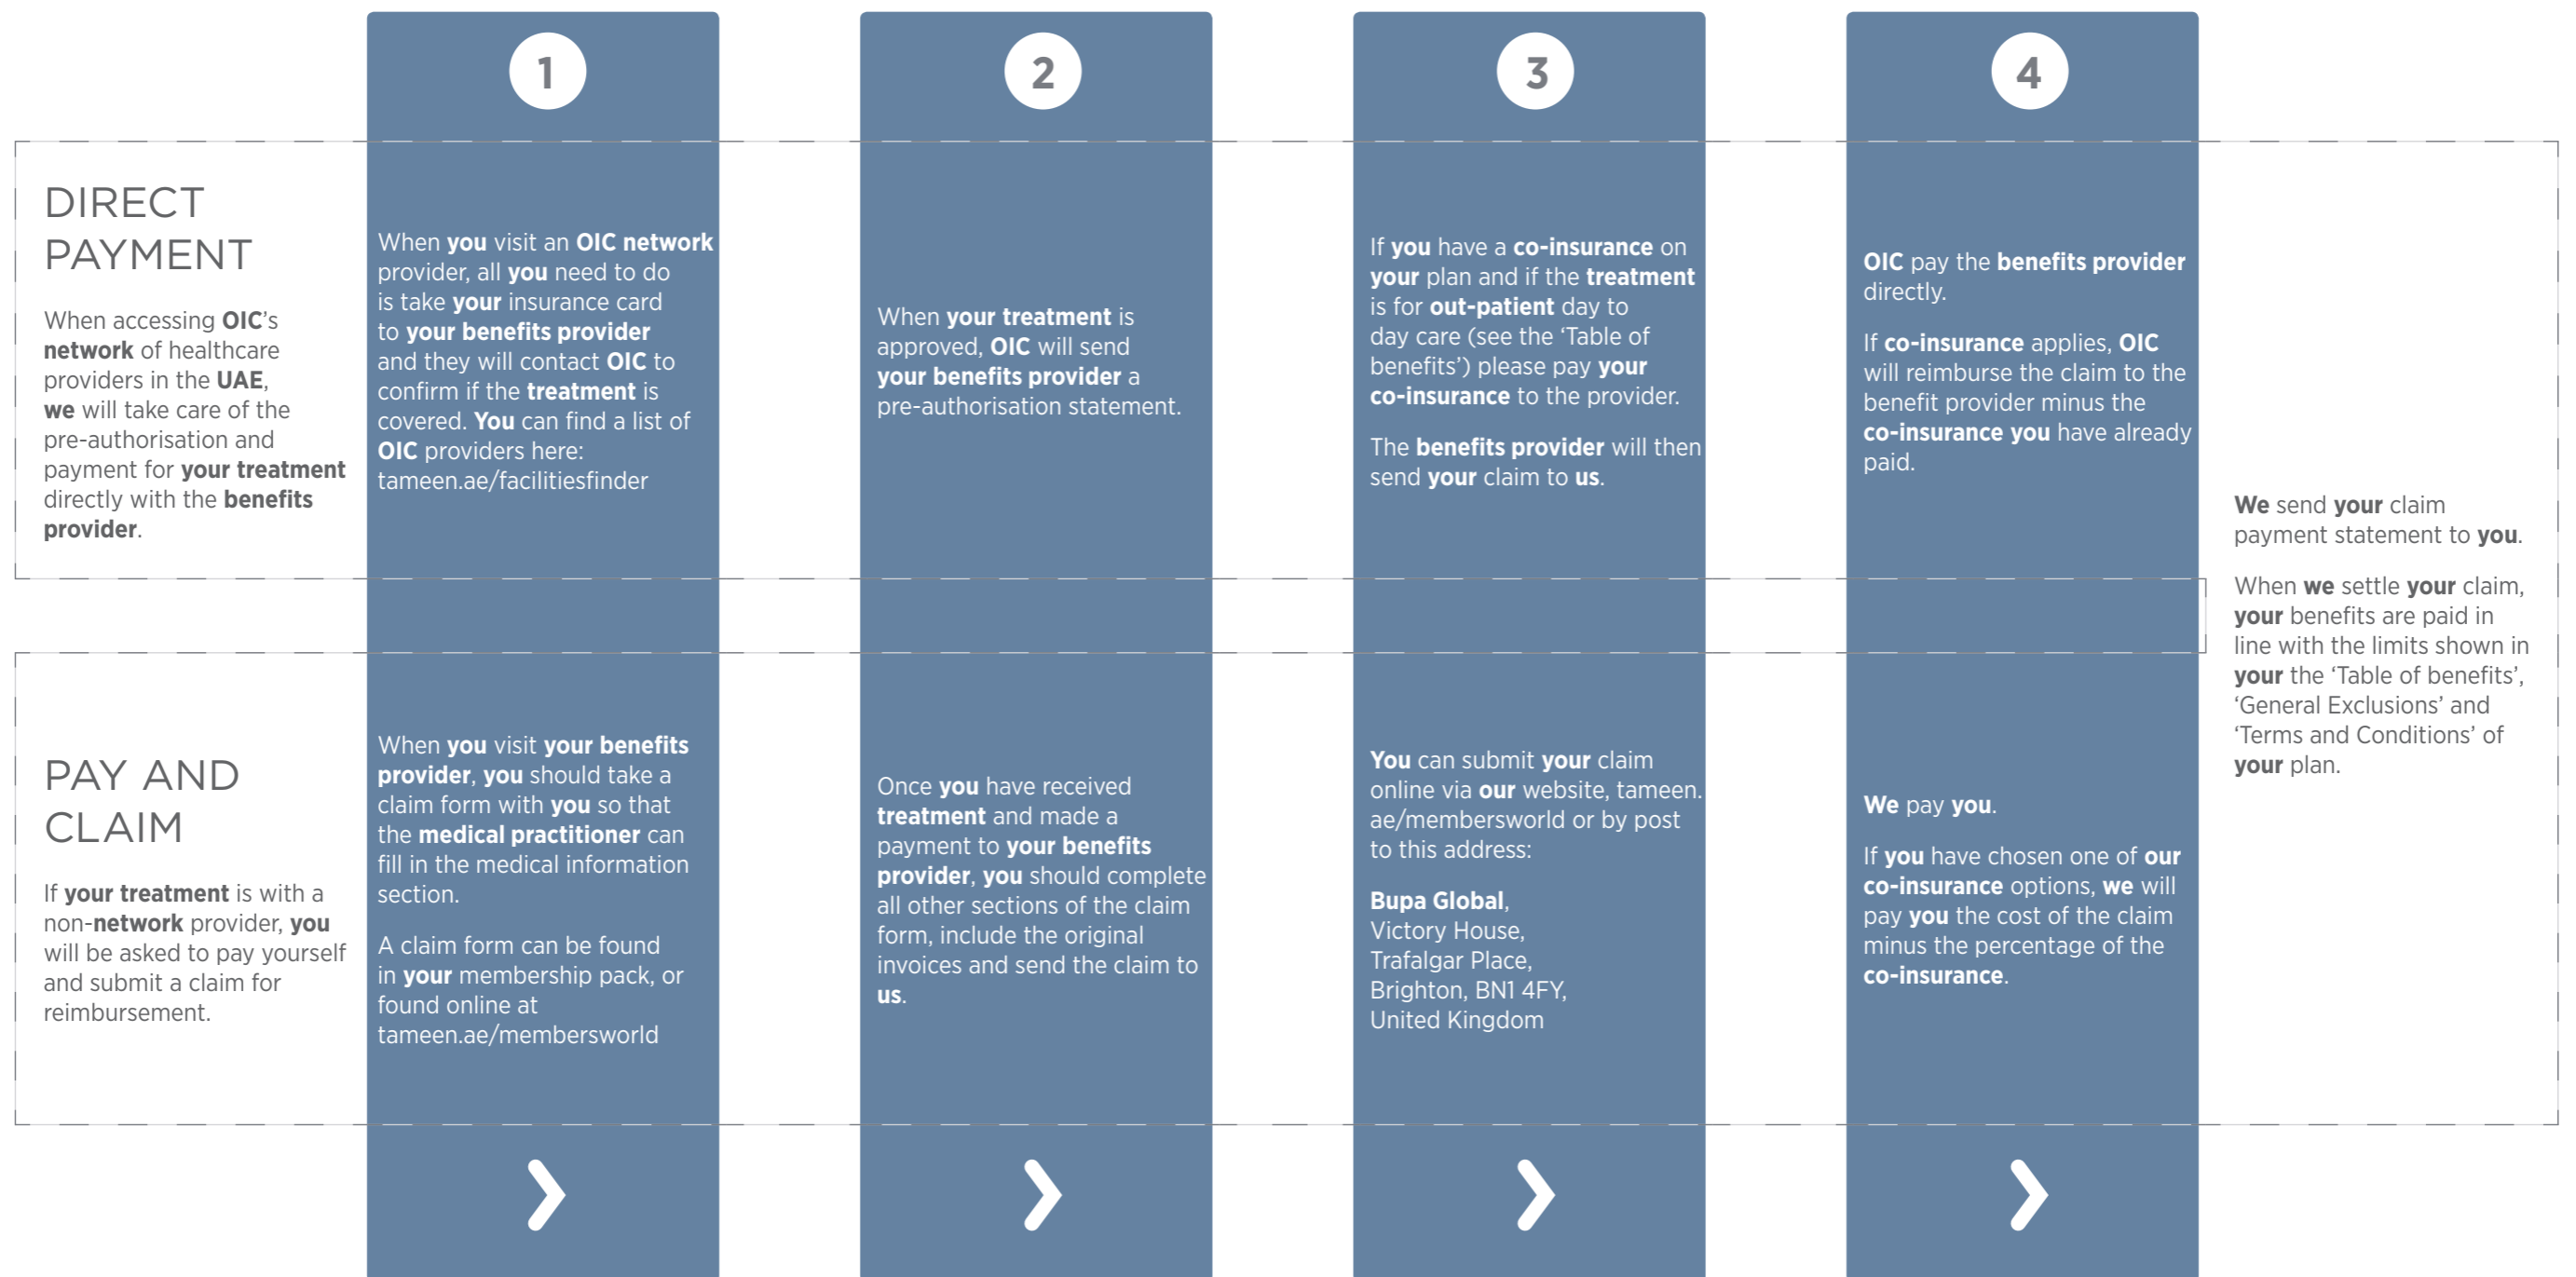 1
2
3
4
DIRECT
PAYMENT
When accessing OIC's
network of healthcare
providers in the UAE,
we will take care of the
pre-authorisation and
payment for your treatment
directly with the benefits
provider.
When you visit an OIC network
provider, all you need to do
is take your insurance card
to your benefits provider
and they will contact OIC to
confirm if the treatment is
covered. You can find a list of
OIC providers here:
tameen.ae/facilitiesfinder
When your treatment is
approved, OIC will send
your benefits provider a
pre-authorisation statement.
If you have a co-insurance on
your plan and if the treatment
is for out-patient day to
day care (see the ‘Table of
benefits’) please pay your
co-insurance to the provider.
The benefits provider will then
send your claim to us.
OIC pay the benefits provider
directly.
If co-insurance applies, OIC
will reimburse the claim to the
benefit provider minus the
co-insurance you have already
paid.
PAY AND
CLAIM
If your treatment is with a
non-network provider, you
will be asked to pay yourself
and submit a claim for
reimbursement.
When you visit your benefits
provider, you should take a
claim form with you so that
the medical practitioner can
fill in the medical information
section.
A claim form can be found
in your membership pack, or
found online at
tameen.ae/membersworld
Once you have received
treatment and made a
payment to your benefits
provider, you should complete
all other sections of the claim
form, include the original
invoices and send the claim to
us.
You can submit your claim
online via our website, tameen.
ae/membersworld or by post
to this address:
Bupa Global,
Victory House,
Trafalgar Place,
Brighton, BN1 4FY,
United Kingdom
We pay you.
If you have chosen one of our
co-insurance options, we will
pay you the cost of the claim
minus the percentage of the
co-insurance.
We send your claim
payment statement to you.
When we settle your claim,
your benefits are paid in
line with the limits shown in
your the ‘Table of benefits’,
‘General Exclusions’ and
‘Terms and Conditions’ of
your plan.